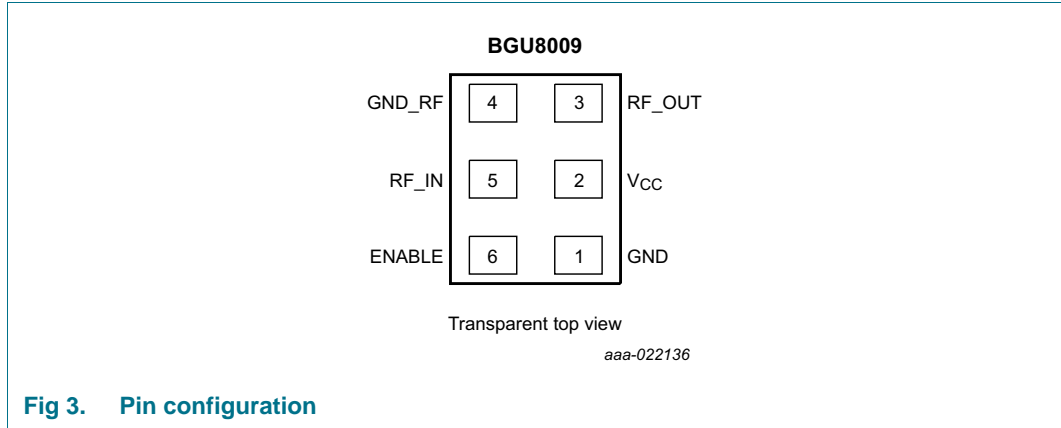 BGU8009
GND_RF 4 3 RF_OUT
RF_IN 5 2 VCC
ENABLE 6 1 GND
Transparent top view
aaa-022136
Fig 3. Pin configuration